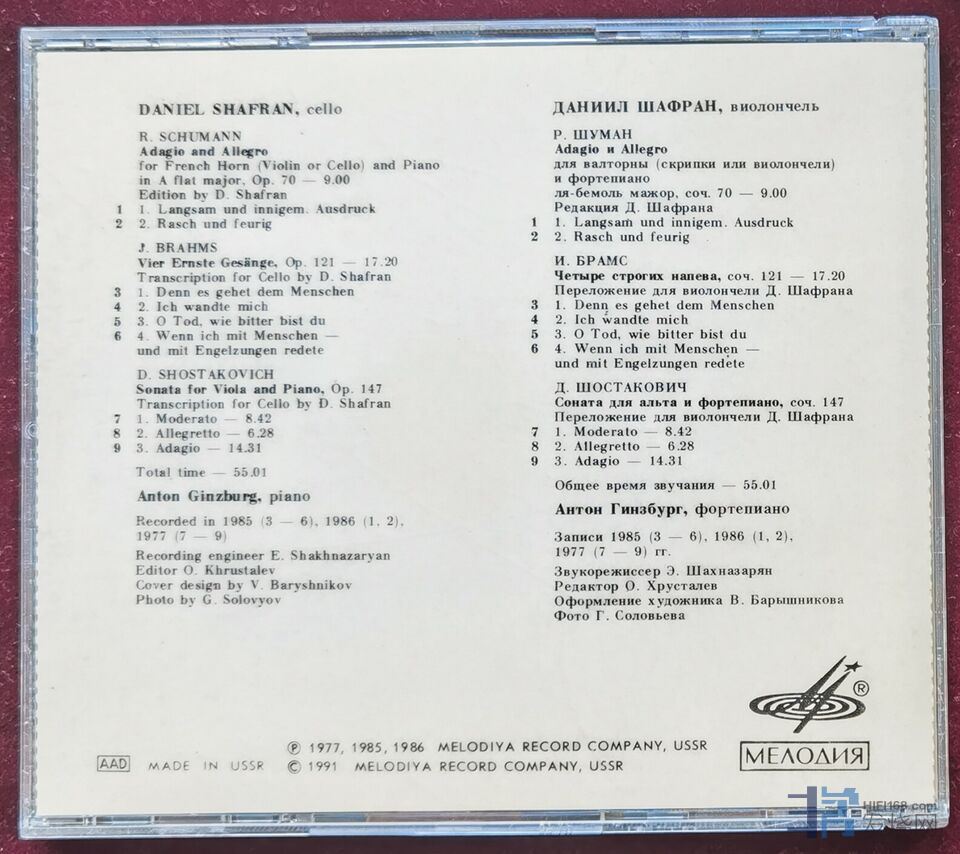 DANIEL SHAFRAN, cello
R. SCHUMANN
Adagio and Allegro
for French Horn (Violin or Cello) and Piano
in A flat major, Op. 70 — 9.00
Edition by D. Shafran
1 1. Langsam und innigem. Ausdruck
2 2. Rasch und feurig
J. BRAHMS
Vier Ernste Gesänge, Op. 121 — 17.20
Transcription for Cello by D. Shafran
3 1. Denn es gehet dem Menschen
4 2. Ich wandte mich
5 3. O Tod, wie bitter bist du
6 4. Wenn ich mit Menschen —
und mit Engelzungen redete
D. SHOSTAKOVICH
Sonata for Viola and Piano, Op. 147
Transcription for Cello by D. Shafran
7 1. Moderato — 8.42
8 2. Allegretto — 6.28
9 3. Adagio — 14.31
Total time — 55.01
Anton Ginzburg, piano
Recorded in 1985 (3 — 6), 1986 (1, 2),
1977 (7 — 9)
Recording engineer E. Shakhnazaryan
Editor O. Khrustalev
Cover design by V. Baryshnikov
Photo by G. Solovyov
ДАНИИЛ ШАФРАН, виолончель
Р. ШУМАН
Adagio и Allegro
для валторны (скрипки или виолончели)
и фортепиано
ля-бемоль мажор, соч. 70 — 9.00
Редакция Д. Шафрана
1 1. Langsam und innigem. Ausdruck
2 2. Rasch und feurig
И. БРАМС
Четыре строгих напева, соч. 121 — 17.20
Переложение для виолончели Д. Шафрана
3 1. Denn es gehet dem Menschen
4 2. Ich wandte mich
5 3. O Tod, wie bitter bist du
6 4. Wenn ich mit Menschen —
und mit Engelzungen redete
Д. ШОСТАКОВИЧ
Соната для альта и фортепиано, соч. 147
Переложение для виолончели Д. Шафрана
7 1. Moderato — 8.42
8 2. Allegretto — 6.28
9 3. Adagio — 14.31
Общее время звучания — 55.01
Антон Гинзбург, фортепиано
Записи 1985 (3 — 6), 1986 (1, 2),
1977 (7 — 9) гг.
Звукорежиссер Э. Шахназарян
Редактор О. Хрусталев
Оформление художника В. Барышникова
Фото Г. Соловьева
®
МЕЛОДИЯ
℗ 1977, 1985, 1986 MELODIYA RECORD COMPANY, USSR
AAD MADE IN USSR © 1991 MELODIYA RECORD COMPANY, USSR
HIFI168.com
发烧网